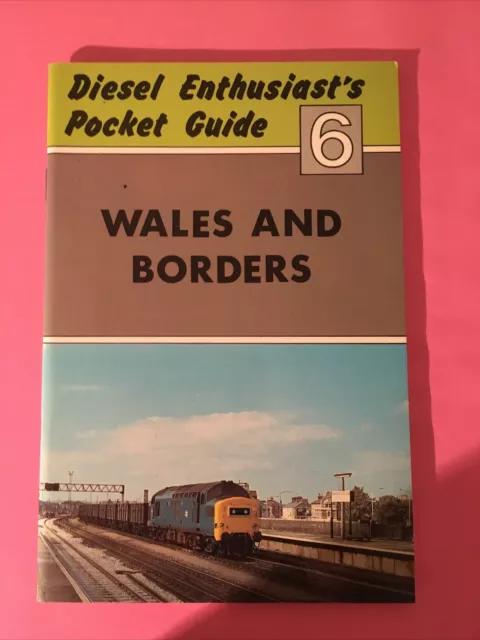 Diesel Enthusiast's
Pocket Guide
6
WALES AND
BORDERS